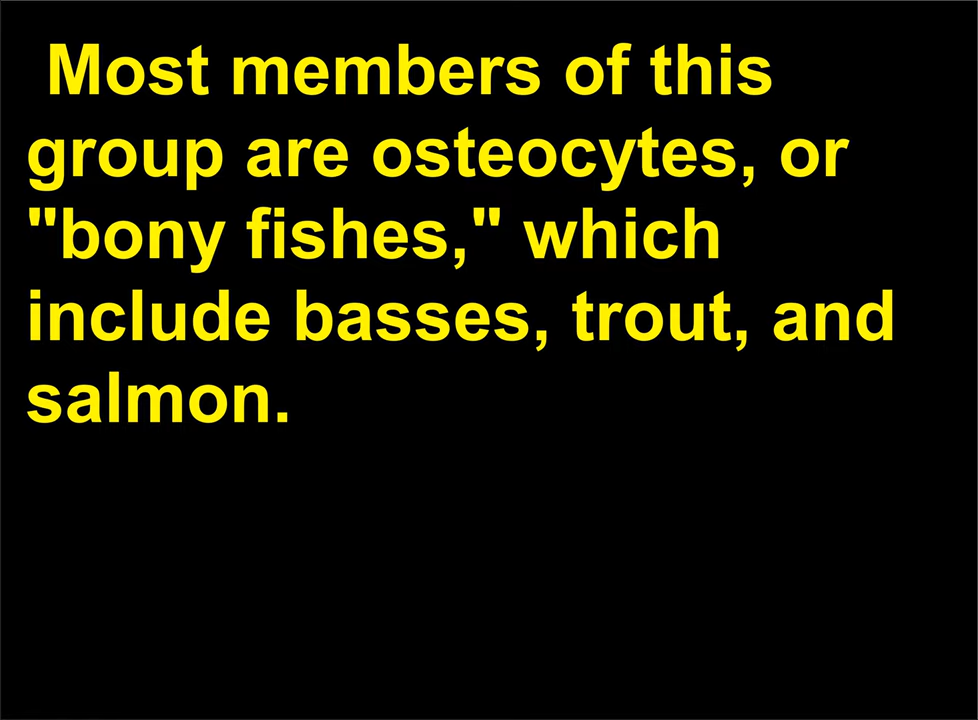 Most members of this
group are osteocytes, or
"bony fishes," which
include basses, trout, and
salmon.